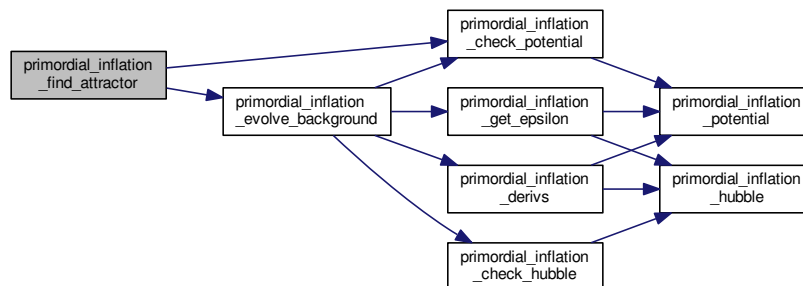 primordial_inflation
_find_attractor
primordial_inflation
_evolve_background
primordial_inflation
_check_potential
primordial_inflation
_get_epsilon
primordial_inflation
_derivs
primordial_inflation
_check_hubble
primordial_inflation
_potential
primordial_inflation
_hubble